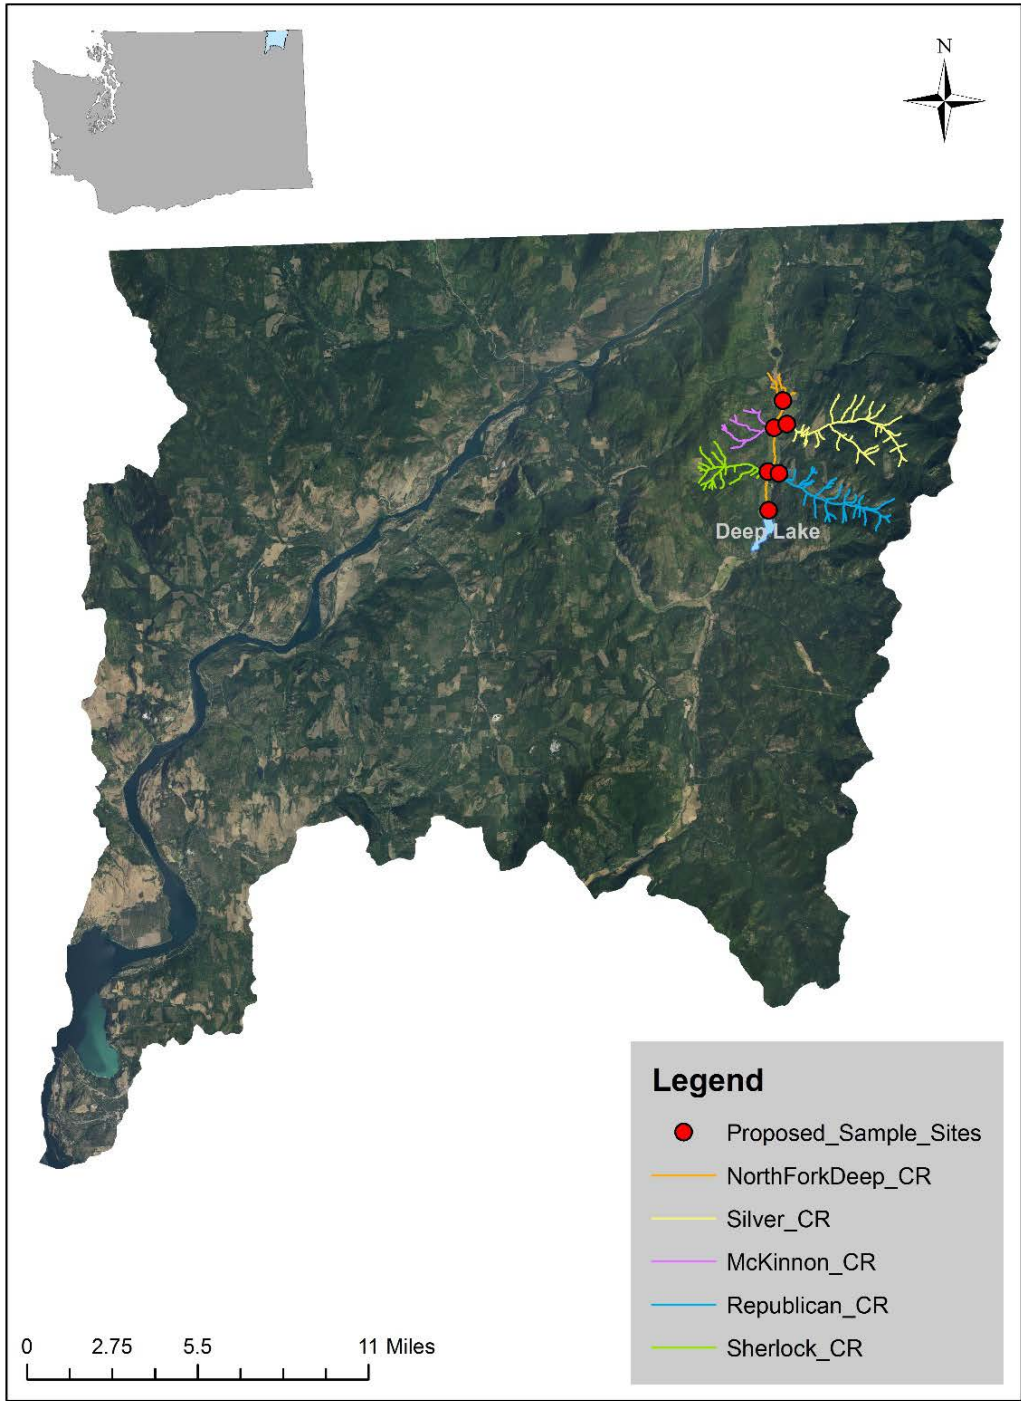 N
Deep Lake
Legend
Proposed_Sample_Sites
NorthForkDeep_CR
Silver_CR
McKinnon_CR
Republican_CR
Sherlock_CR
0 2.75 5.5 11 Miles